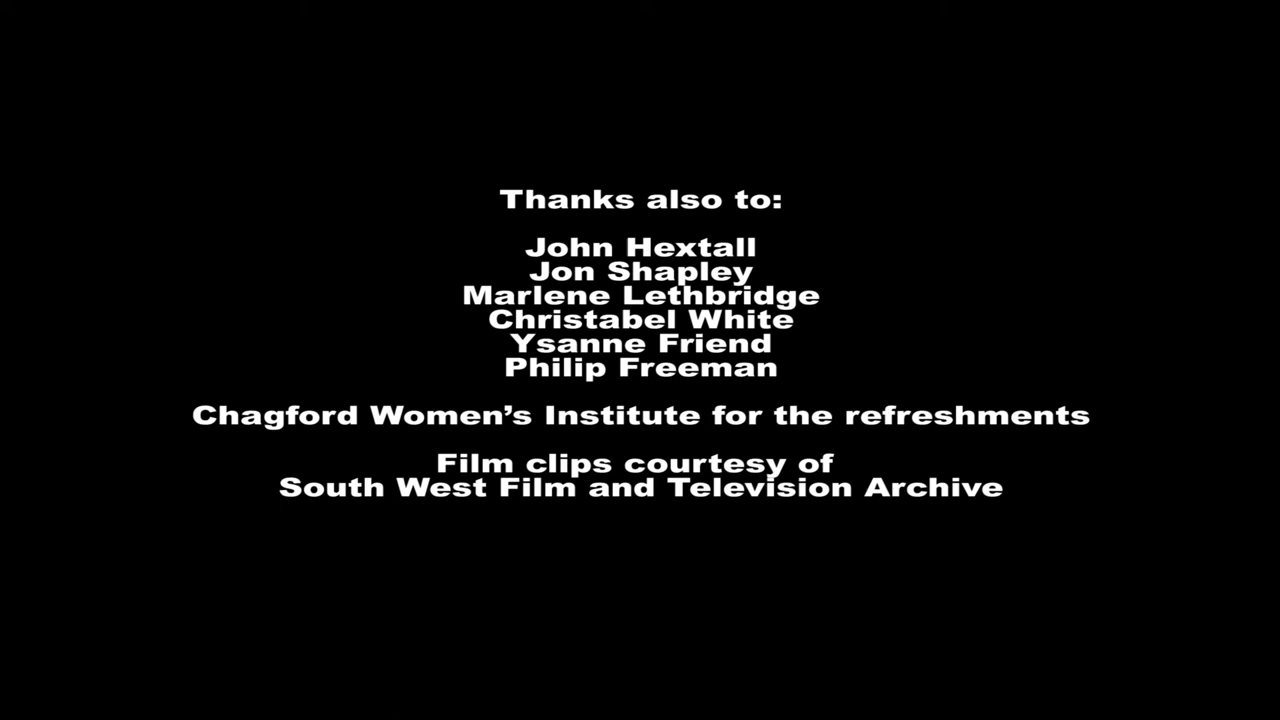 Thanks also to:
John Hextall
Jon Shapley
Marlene Lethbridge
Christabel White
Ysanne Friend
Philip Freeman
Chagford Women’s Institute for the refreshments
Film clips courtesy of
South West Film and Television Archive